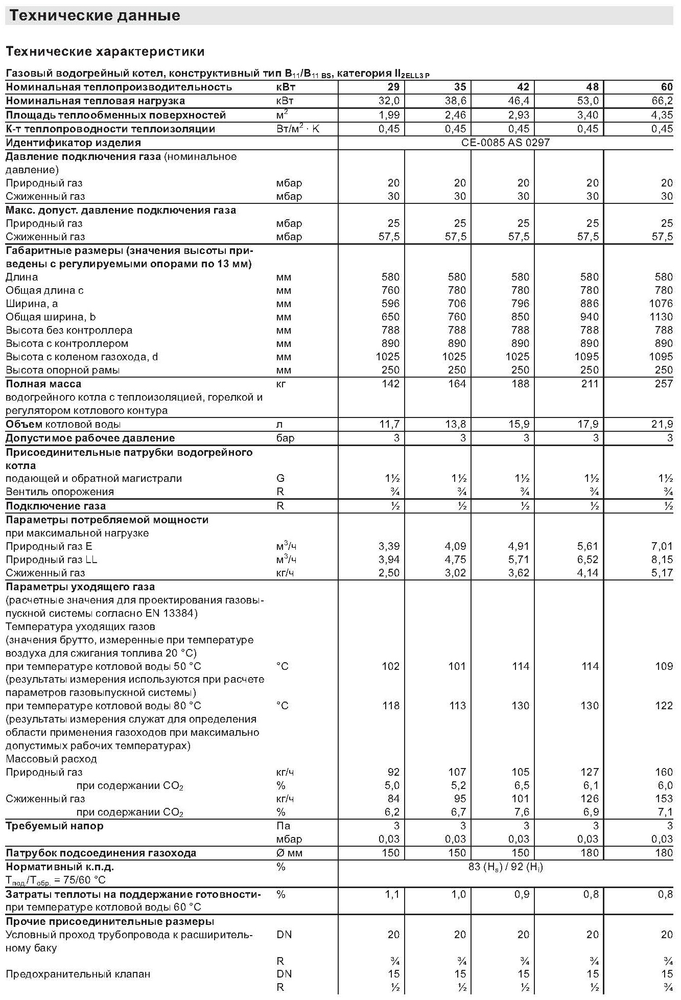 Технические данные
Технические характеристики
Газовый водогрейный котел, конструктивный тип B11/B11 BS, категория II2ELL3 P
Номинальная теплопроизводительность кВт 29 35 42 48 60
Номинальная тепловая нагрузка кВт 32,0 38,6 46,4 53,0 66,2
Площадь теплообменных поверхностей м² 1,99 2,46 2,93 3,40 4,35
К-т теплопроводности теплоизоляции Вт/м² · K 0,45 0,45 0,45 0,45 0,45
Идентификатор изделия CE-0085 AS 0297
Давление подключения газа (номинальное
давление)
Природный газ мбар 20 20 20 20 20
Сжиженный газ мбар 30 30 30 30 30
Макс. допуст. давление подключения газа
Природный газ мбар 25 25 25 25 25
Сжиженный газ мбар 57,5 57,5 57,5 57,5 57,5
Габаритные размеры (значения высоты при-
ведены с регулируемыми опорами по 13 мм)
Длина мм 580 580 580 580 580
Общая длина c мм 760 780 780 780 780
Ширина, a мм 596 706 796 886 1076
Общая ширина, b мм 650 760 850 940 1130
Высота без контроллера мм 788 788 788 788 788
Высота с контроллером мм 890 890 890 890 890
Высота с коленом газохода, d мм 1025 1025 1025 1095 1095
Высота опорной рамы мм 250 250 250 250 250
Полная масса кг 142 164 188 211 257
водогрейного котла с теплоизоляцией, горелкой и
регулятором котлового контура
Объем котловой воды л 11,7 13,8 15,9 17,9 21,9
Допустимое рабочее давление бар 3 3 3 3 3
Присоединительные патрубки водогрейного
котла
подающей и обратной магистрали G 1½ 1½ 1½ 1½ 1½
Вентиль опорожения R ¾ ¾ ¾ ¾ ¾
Подключение газа R ½ ½ ½ ½ ½
Параметры потребляемой мощности
при максимальной нагрузке
Природный газ E м³/ч 3,39 4,09 4,91 5,61 7,01
Природный газ LL м³/ч 3,94 4,75 5,71 6,52 8,15
Сжиженный газ кг/ч 2,50 3,02 3,62 4,14 5,17
Параметры уходящего газа
(расчетные значения для проектирования газовы-
пускной системы согласно EN 13384)
Температура уходящих газов
(значения брутто, измеренные при температуре
воздуха для сжигания топлива 20 °C)
при температуре котловой воды 50 °C °C 102 101 114 114 109
(результаты измерения используются при расчете
параметров газовыпускной системы)
при температуре котловой воды 80 °C °C 118 113 130 130 122
(результаты измерения служат для определения
области применения газоходов при максимально
допустимых рабочих температурах)
Массовый расход
Природный газ кг/ч 92 107 105 127 160
при содержании CO₂ % 5,0 5,2 6,5 6,1 6,0
Сжиженный газ кг/ч 84 95 101 126 153
при содержании CO₂ % 6,2 6,7 7,6 6,9 7,1
Требуемый напор Па 3 3 3 3 3
мбар 0,03 0,03 0,03 0,03 0,03
Патрубок подсоединения газохода Ø мм 150 150 150 180 180
Нормативный к.п.д. % 83 (Hs) / 92 (Hi)
Tпод./Tобр. = 75/60 °C
Затраты теплоты на поддержание готовности- % 1,1 1,0 0,9 0,8 0,8
при температуре котловой воды 60 °C
Прочие присоединительные размеры
Условный проход трубопровода к расширитель- DN 20 20 20 20 20
ному баку
R ¾ ¾ ¾ ¾ ¾
Предохранительный клапан DN 15 15 15 15 15
R ½ ½ ½ ½ ¾